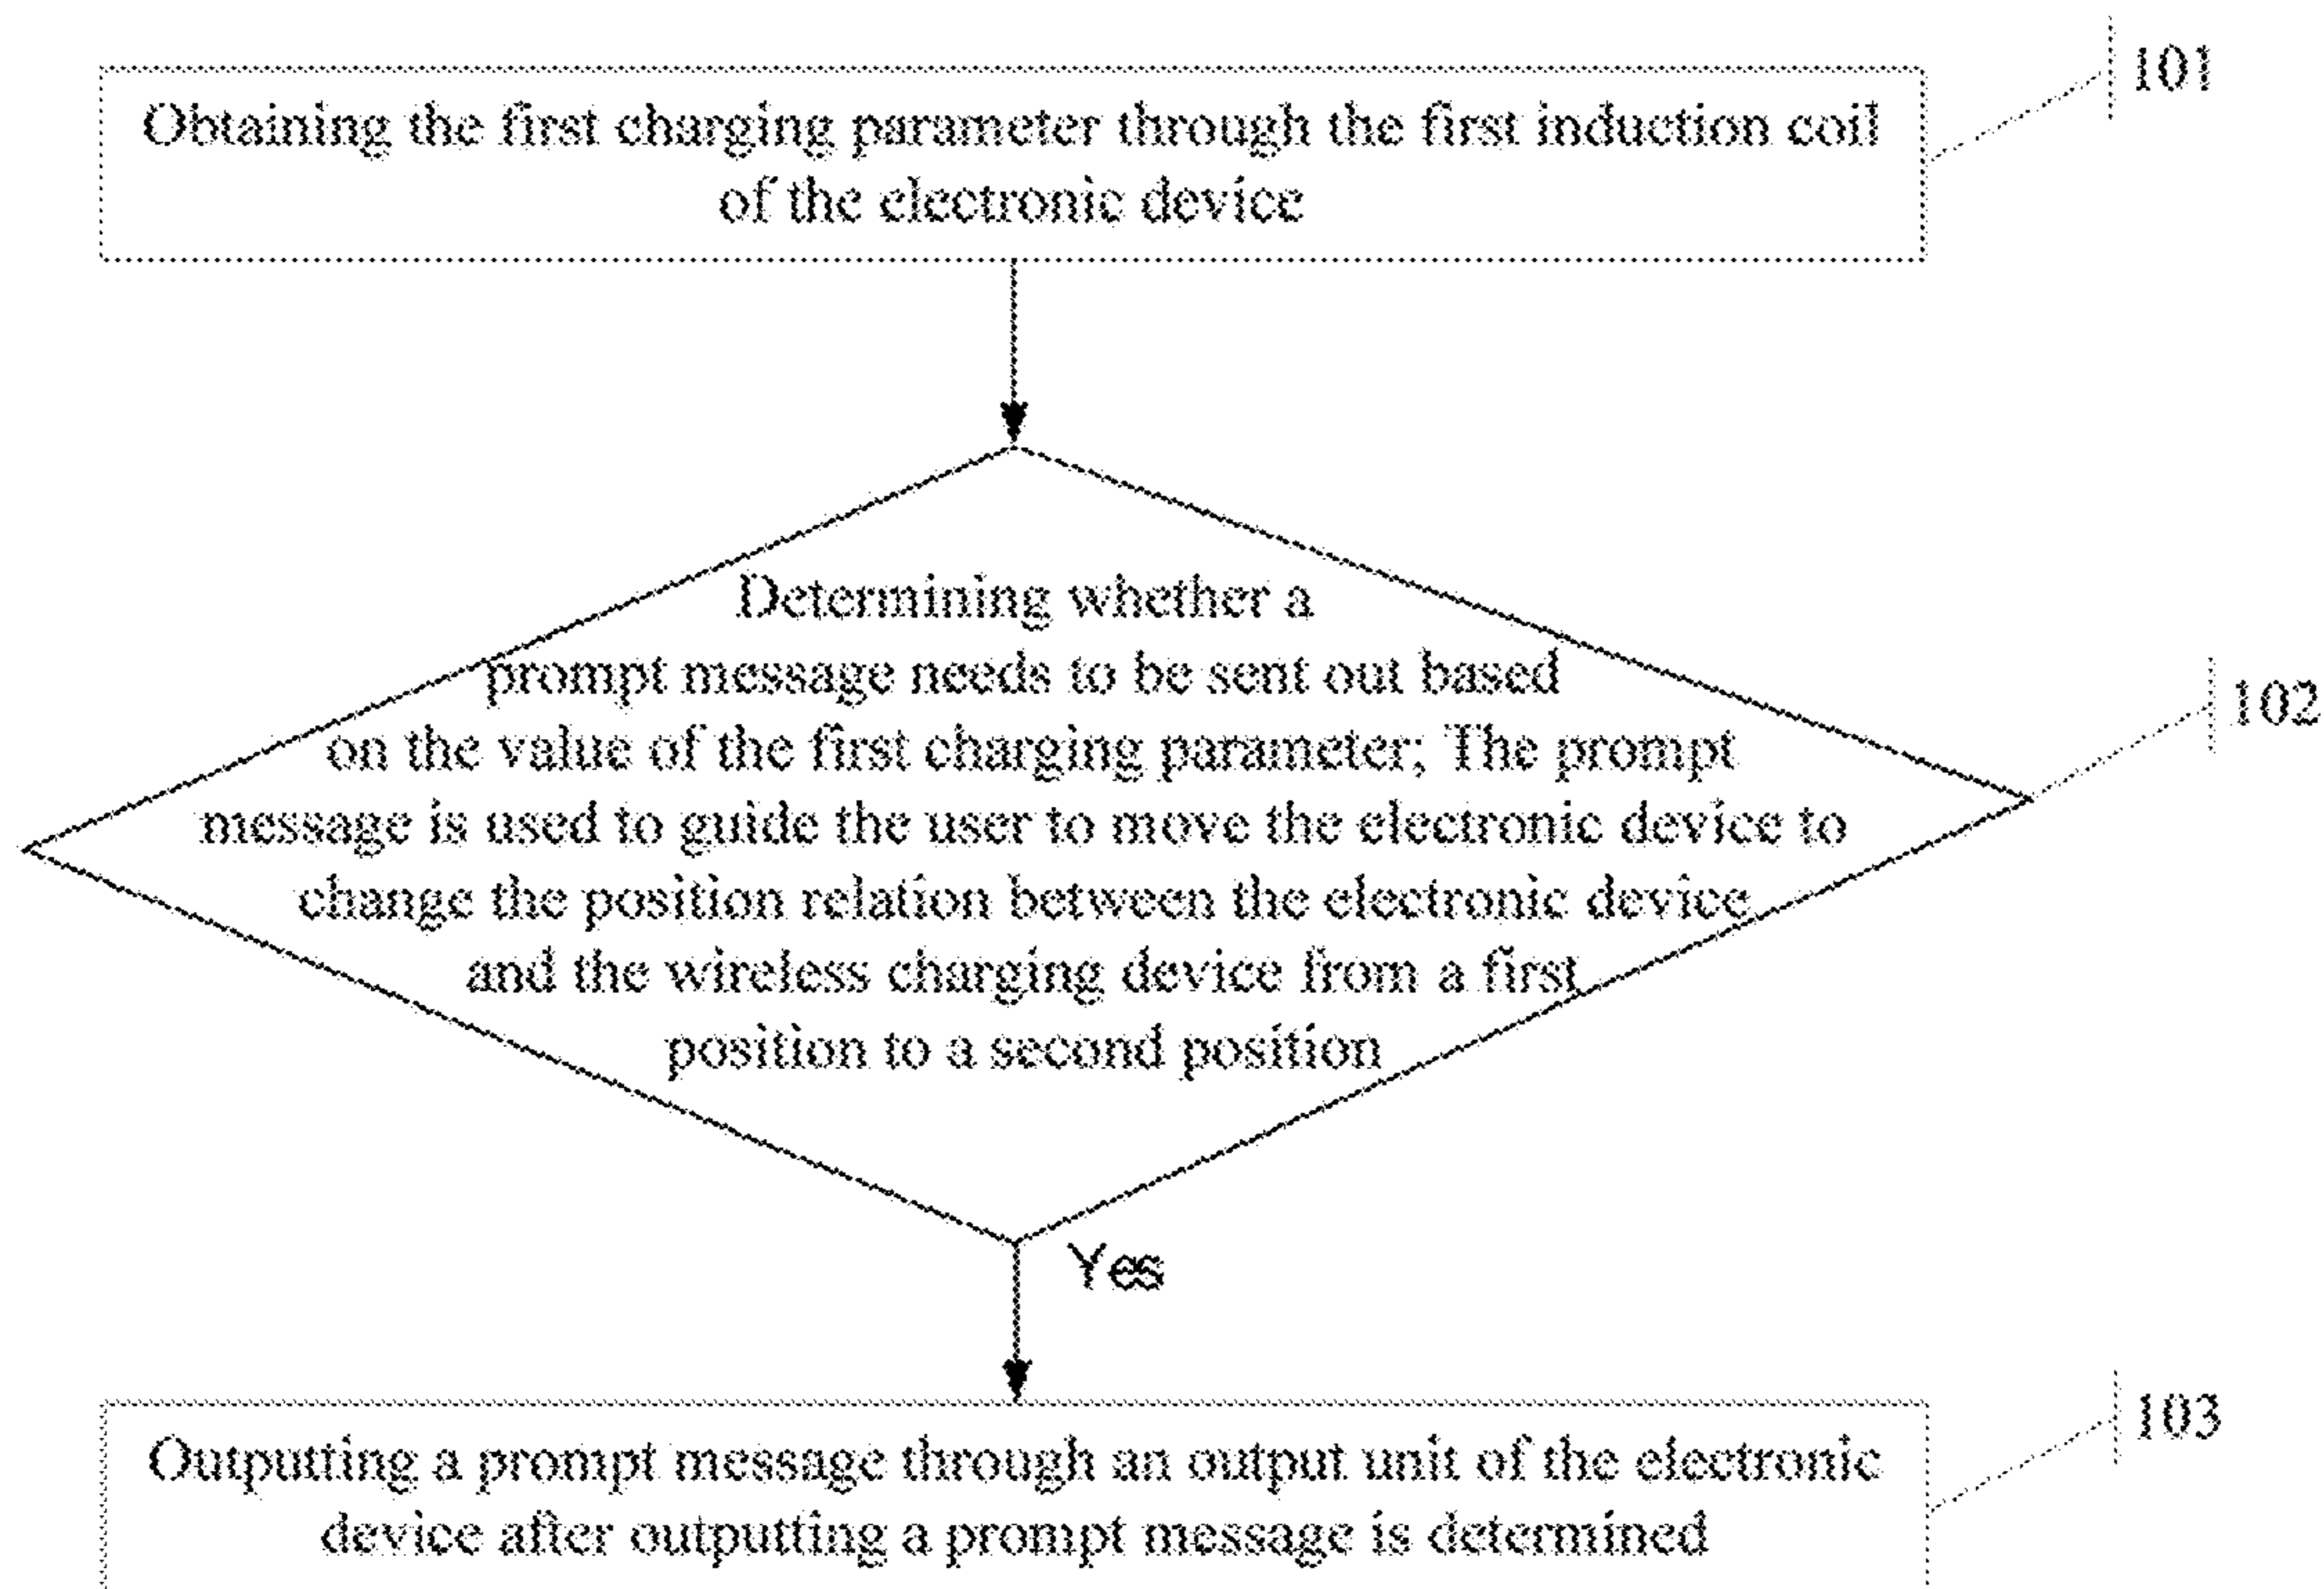 101
Obtaining the first charging parameter through the first induction coil
of the electronic device
Determining whether a
prompt message needs to be sent out based
on the value of the first charging parameter; The prompt
message is used to guide the user to move the electronic device to
change the position relation between the electronic device
and the wireless charging device from a first
position to a second position
102
Yes
103
Outputting a prompt message through an output unit of the electronic
device after outputting a prompt message is determined